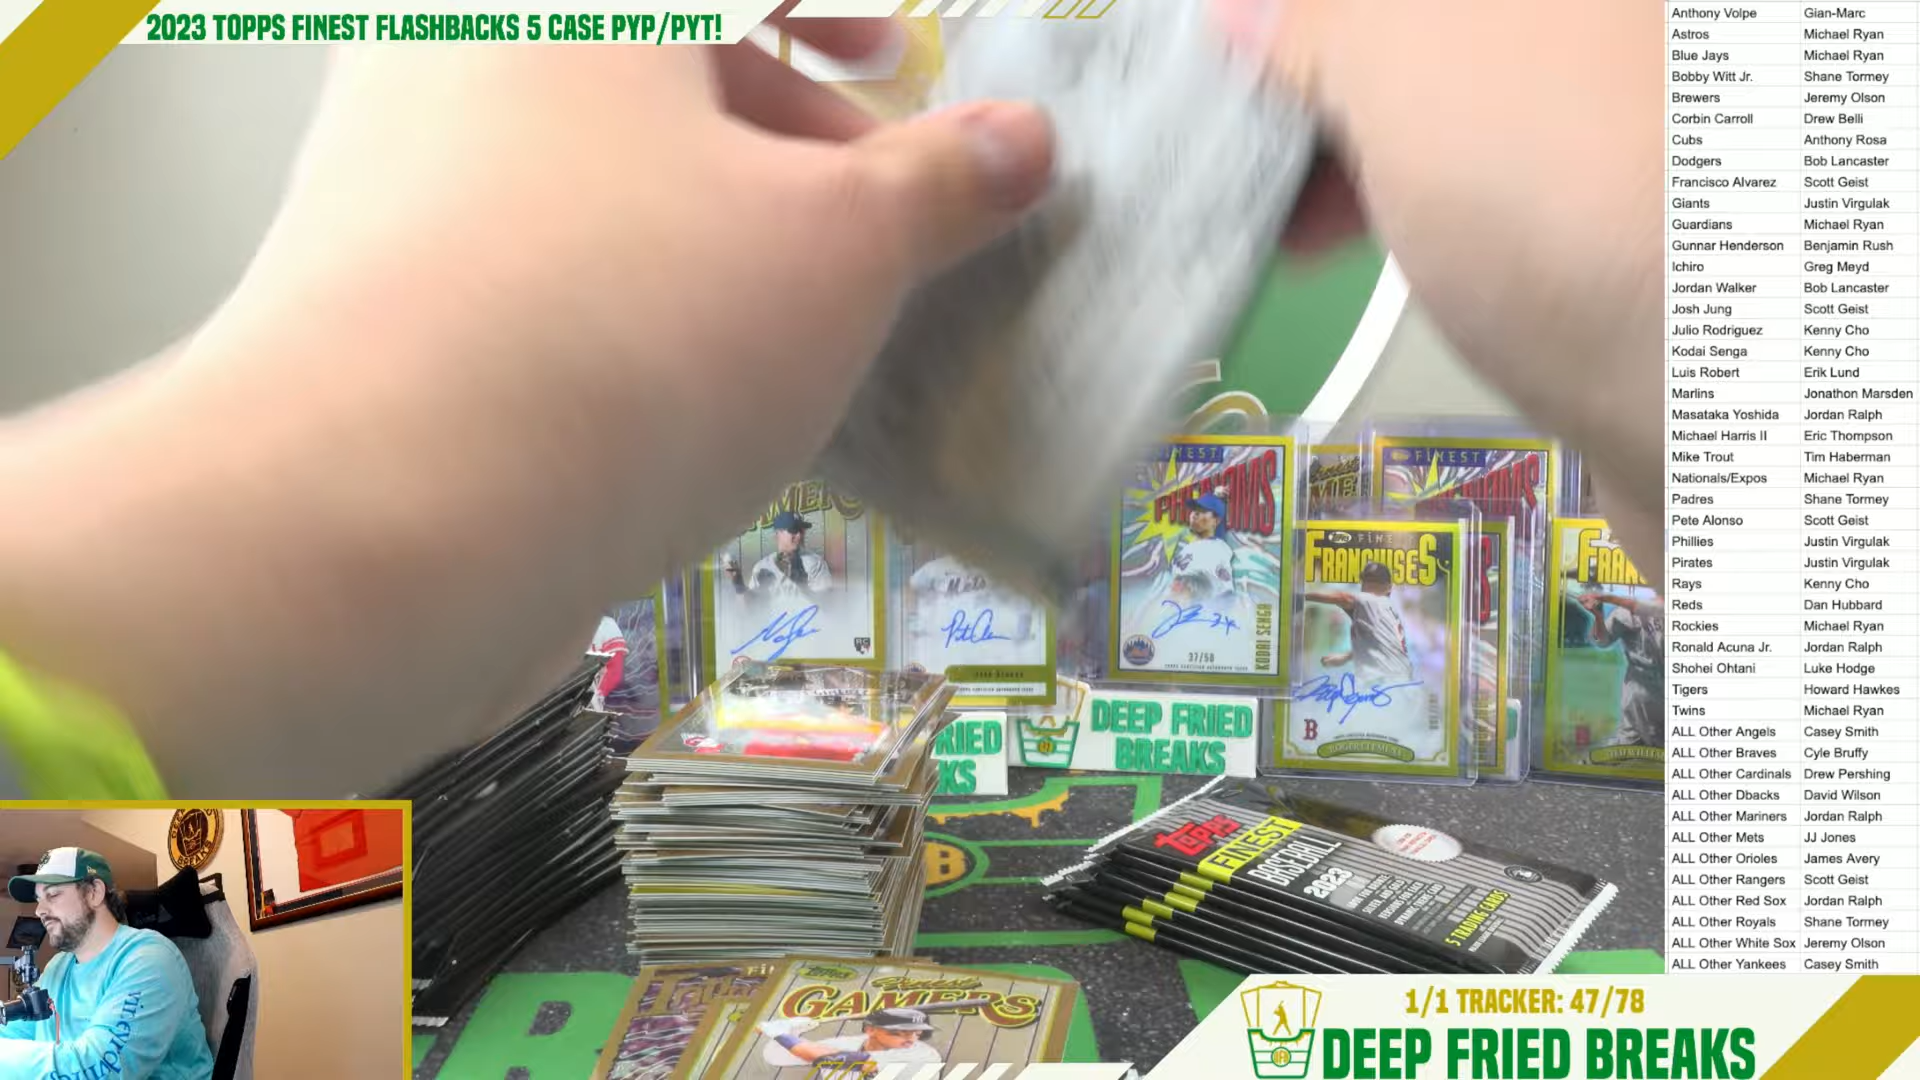 2023 TOPPS FINEST FLASHBACKS 5 CASE PYP/PYT!
Anthony Volpe Gian-Marc
Astros Michael Ryan
Blue Jays Michael Ryan
Bobby Witt Jr. Shane Tormey
Brewers Jeremy Olson
Corbin Carroll Drew Belli
Cubs Anthony Rosa
Dodgers Bob Lancaster
Francisco Alvarez Scott Geist
Giants Justin Virgulak
Guardians Michael Ryan
Gunnar Henderson Benjamin Rush
Ichiro Greg Meyd
Jordan Walker Bob Lancaster
Josh Jung Scott Geist
Julio Rodriguez Kenny Cho
Kodai Senga Kenny Cho
Luis Robert Erik Lund
Marlins Jonathon Marsden
Masataka Yoshida Jordan Ralph
Michael Harris II Eric Thompson
Mike Trout Tim Haberman
Nationals/Expos Michael Ryan
Padres Shane Tormey
Pete Alonso Scott Geist
Phillies Justin Virgulak
Pirates Justin Virgulak
Rays Kenny Cho
Reds Dan Hubbard
Rockies Michael Ryan
Ronald Acuna Jr. Jordan Ralph
Shohei Ohtani Luke Hodge
Tigers Howard Hawkes
Twins Michael Ryan
ALL Other Angels Casey Smith
ALL Other Braves Cyle Bruffy
ALL Other Cardinals Drew Pershing
ALL Other Dbacks David Wilson
ALL Other Mariners Jordan Ralph
ALL Other Mets JJ Jones
ALL Other Orioles James Avery
ALL Other Rangers Scott Geist
ALL Other Red Sox Jordan Ralph
ALL Other Royals Shane Tormey
ALL Other White Sox Jeremy Olson
ALL Other Yankees Casey Smith
FINEST
PHENOMS
37/50
KODAI SENGA
FINEST
FRANCHISES
B
ROGER CLEMENS
RC
DEEP FRIED
BREAKS
TOPPS
FINEST
BASEBALL
2023
5 TRADING CARDS
Finest
GAMERS
1/1 TRACKER: 47/78
DEEP FRIED BREAKS